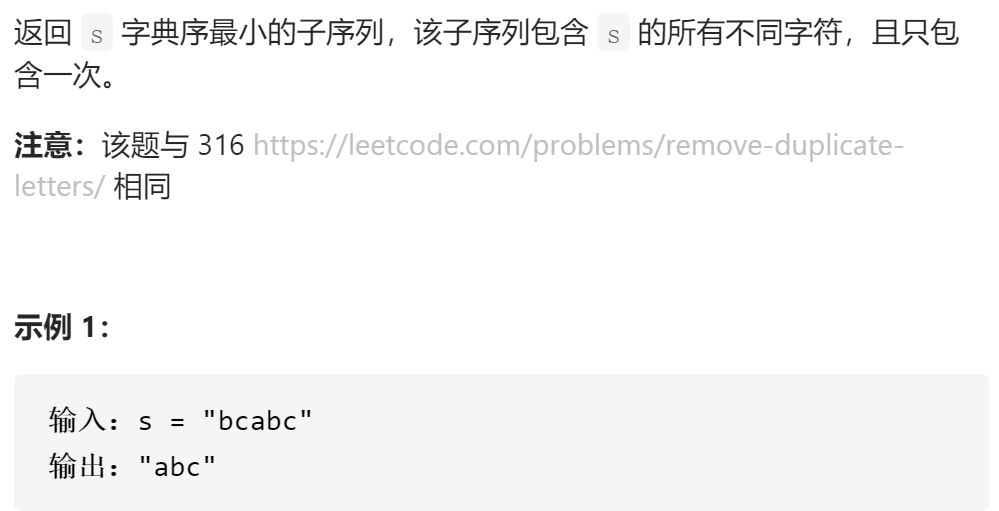 返回 s 字典序最小的子序列，该子序列包含 s 的所有不同字符，且只包
含一次。
注意：该题与 316 https://leetcode.com/problems/remove-duplicate-
letters/ 相同
示例 1：
输入：s = "bcabc"
输出："abc"